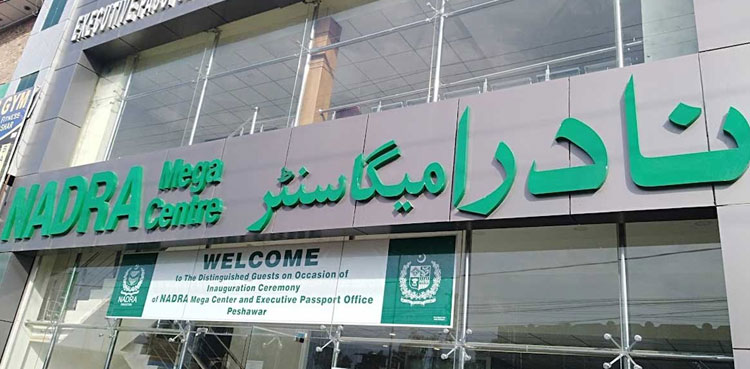 GYM
FITNESS
NADRA Mega Centre
نادرا میگا سنٹر
WELCOME
to The Distinguished Guests on Occasion of
Inauguration Ceremony
of NADRA Mega Center and Executive Passport Office
Peshawar
NADRA